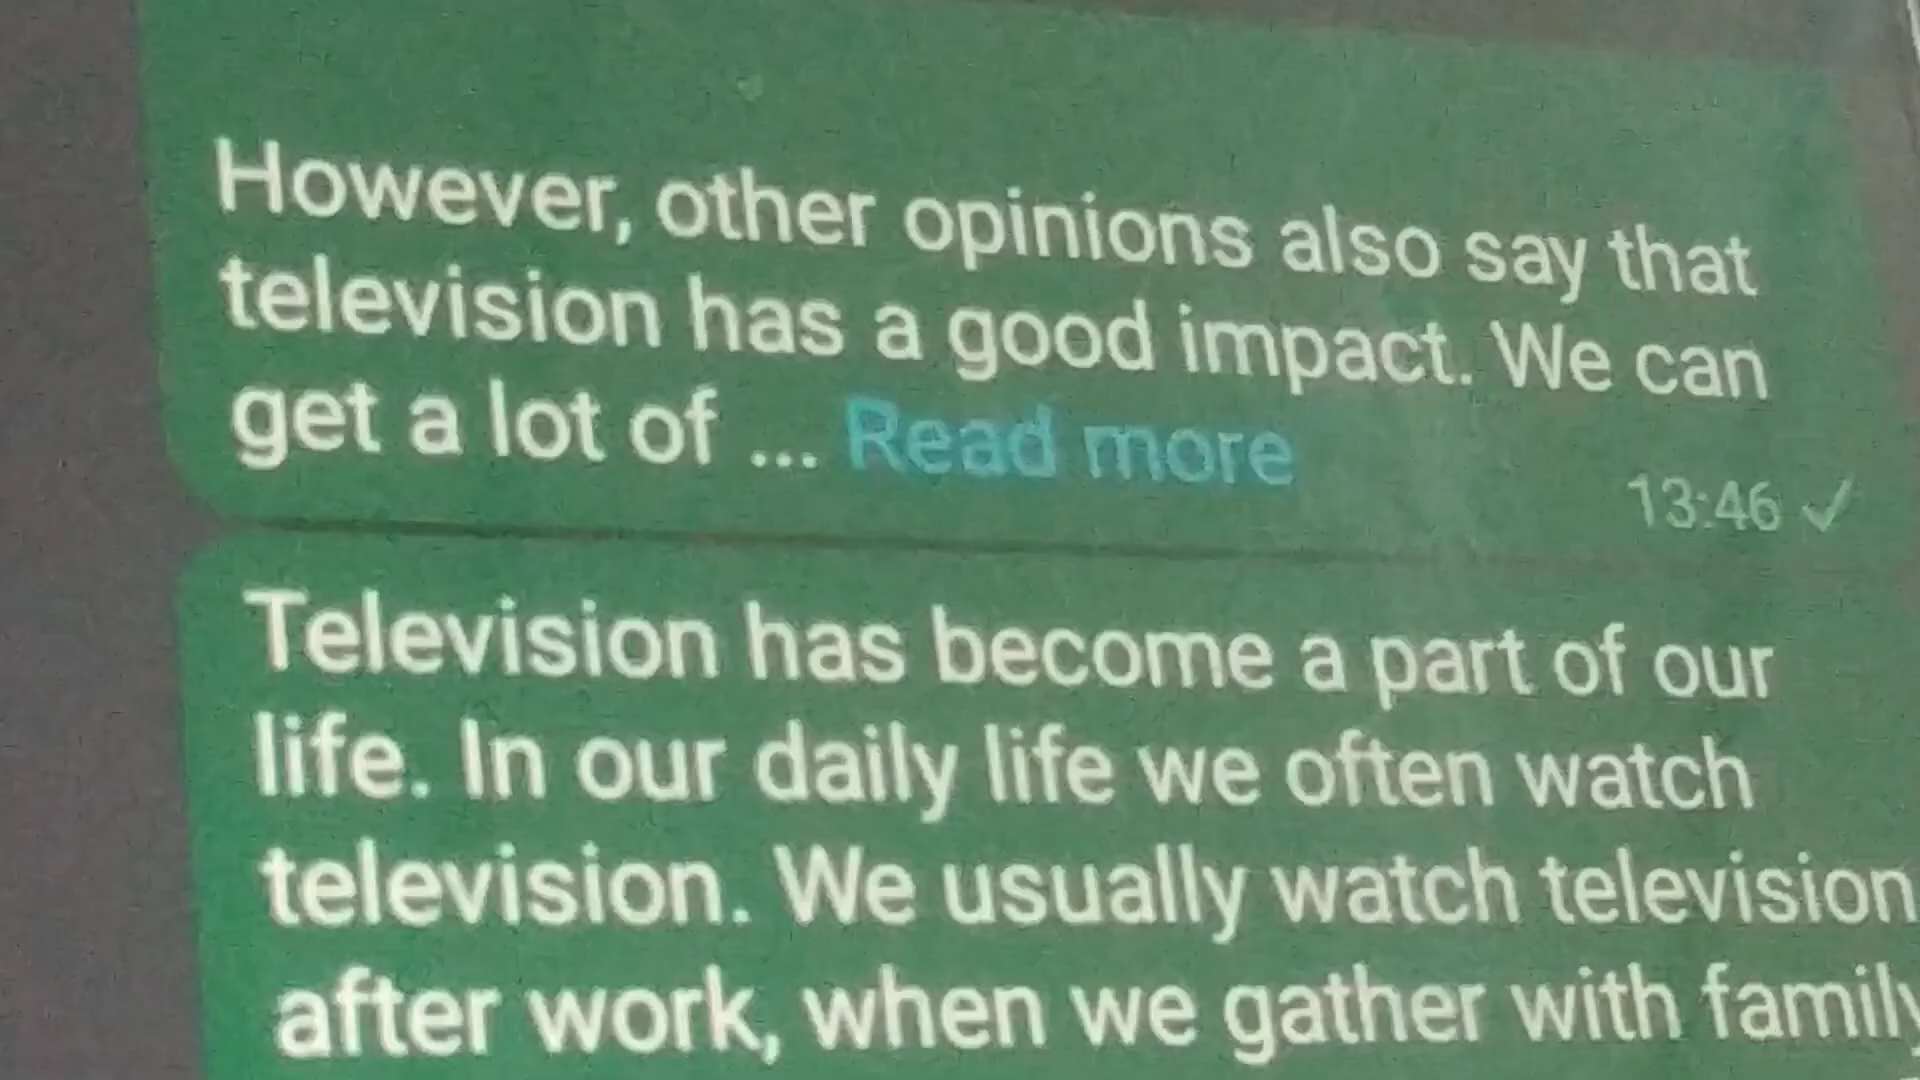 However, other opinions also say that
television has a good impact. We can
get a lot of ... Read more
13:46 ✓
Television has become a part of our
life. In our daily life we often watch
television. We usually watch television
after work, when we gather with family